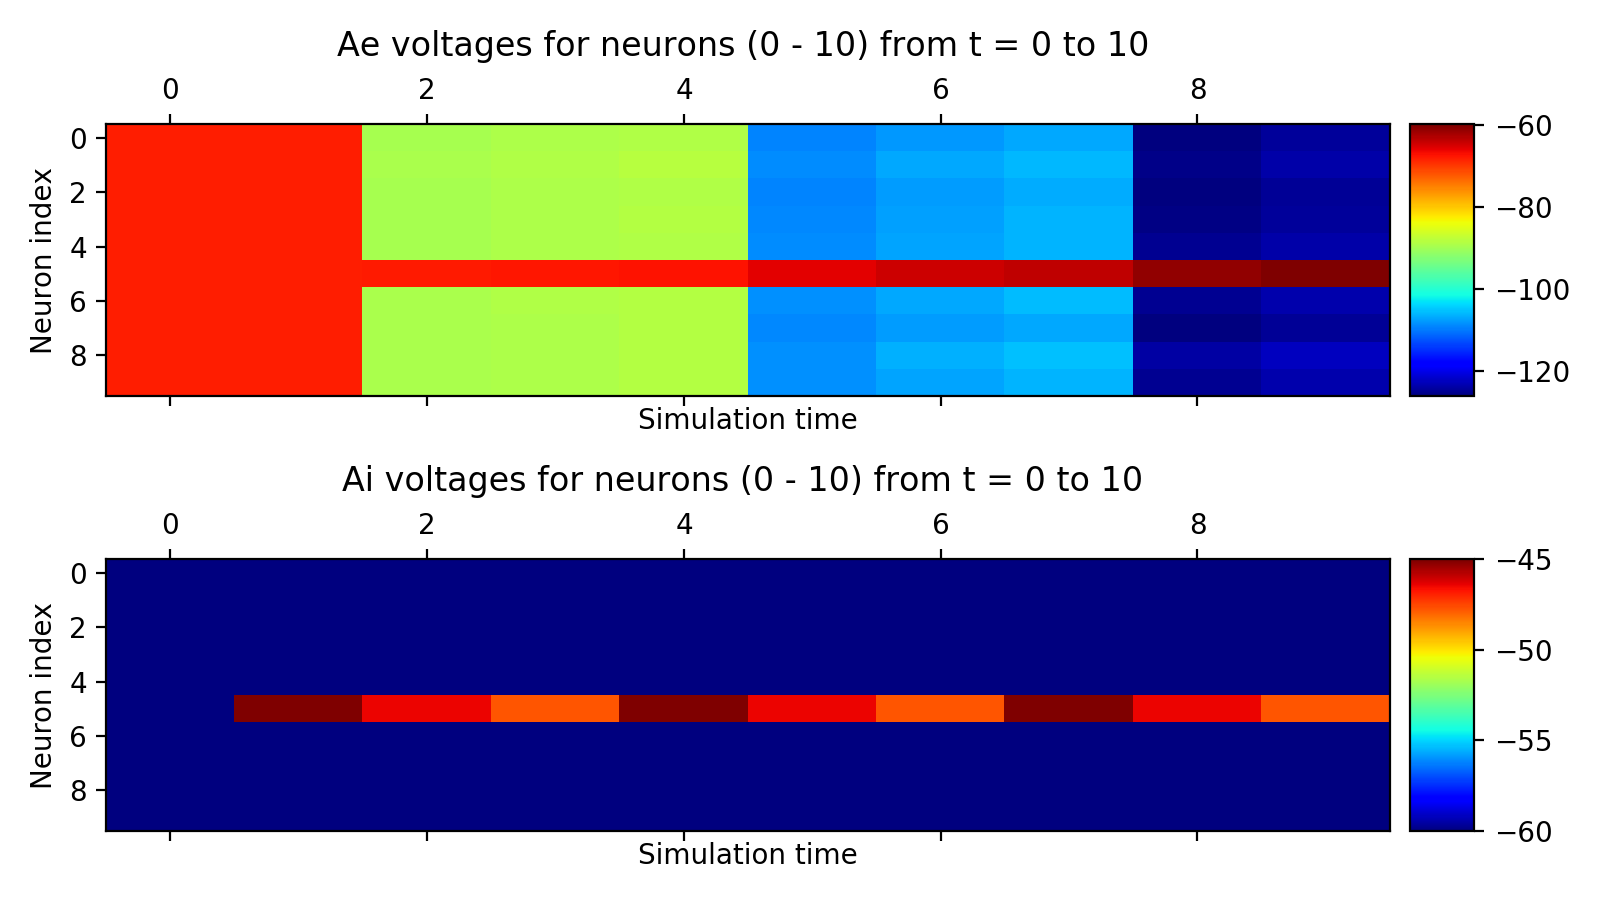 Ae voltages for neurons (0 - 10) from t = 0 to 10
0 2 4 6 8
Neuron index
0
2
4
6
8
−60
−80
−100
−120
Simulation time
Ai voltages for neurons (0 - 10) from t = 0 to 10
0 2 4 6 8
Neuron index
0
2
4
6
8
−45
−50
−55
−60
Simulation time